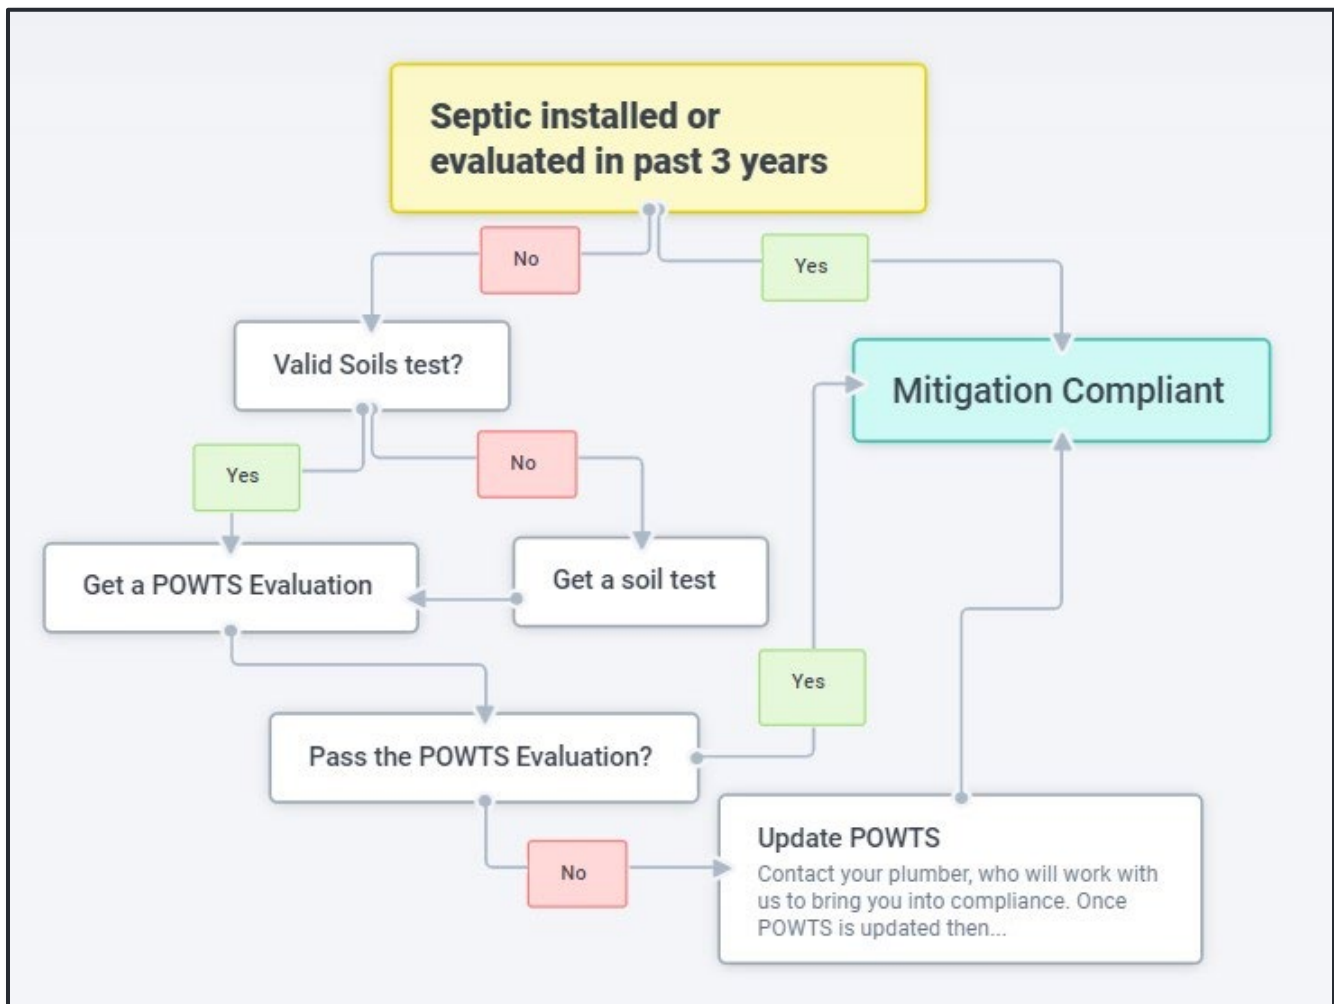 Septic installed or
evaluated in past 3 years
No
Yes
Valid Soils test?
Mitigation Compliant
Yes
No
Get a POWTS Evaluation
Get a soil test
Yes
Pass the POWTS Evaluation?
No
Update POWTS
Contact your plumber, who will work with
us to bring you into compliance. Once
POWTS is updated then...